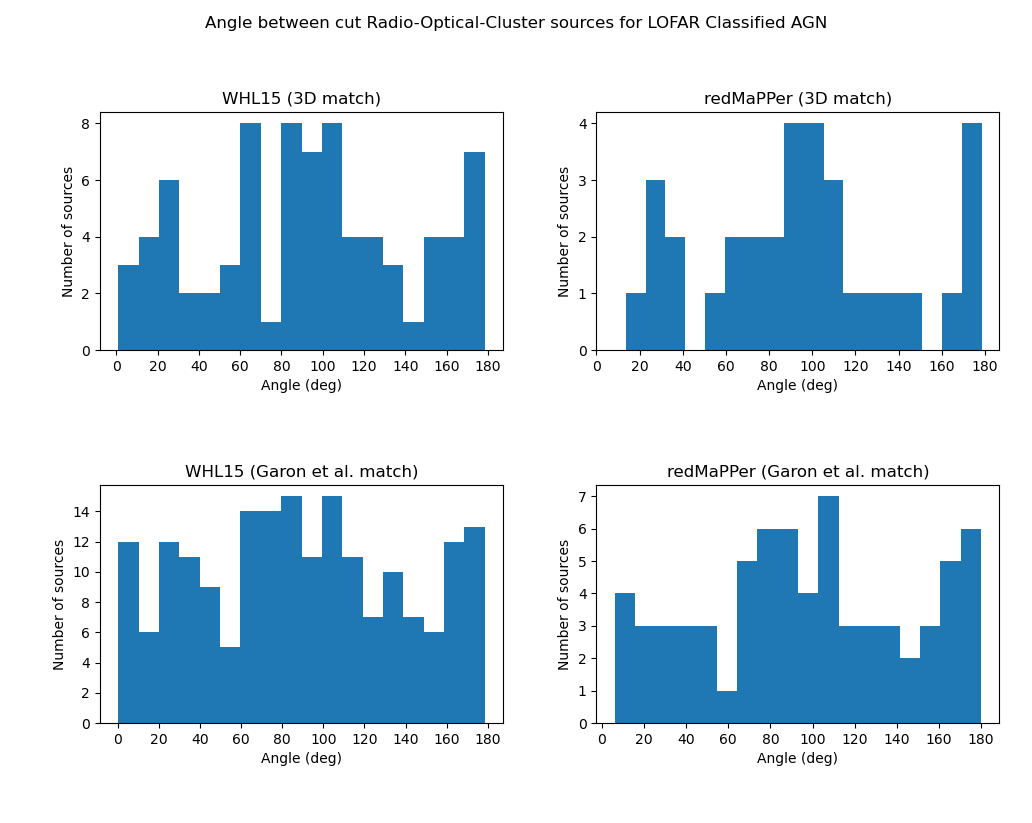 Angle between cut Radio-Optical-Cluster sources for LOFAR Classified AGN
WHL15 (3D match)
Number of sources
8
6
4
2
0
0 20 40 60 80 100 120 140 160 180
Angle (deg)
redMaPPer (3D match)
Number of sources
4
3
2
1
0
0 20 40 60 80 100 120 140 160 180
Angle (deg)
WHL15 (Garon et al. match)
Number of sources
14
12
10
8
6
4
2
0
0 20 40 60 80 100 120 140 160 180
Angle (deg)
redMaPPer (Garon et al. match)
Number of sources
7
6
5
4
3
2
1
0
0 20 40 60 80 100 120 140 160 180
Angle (deg)